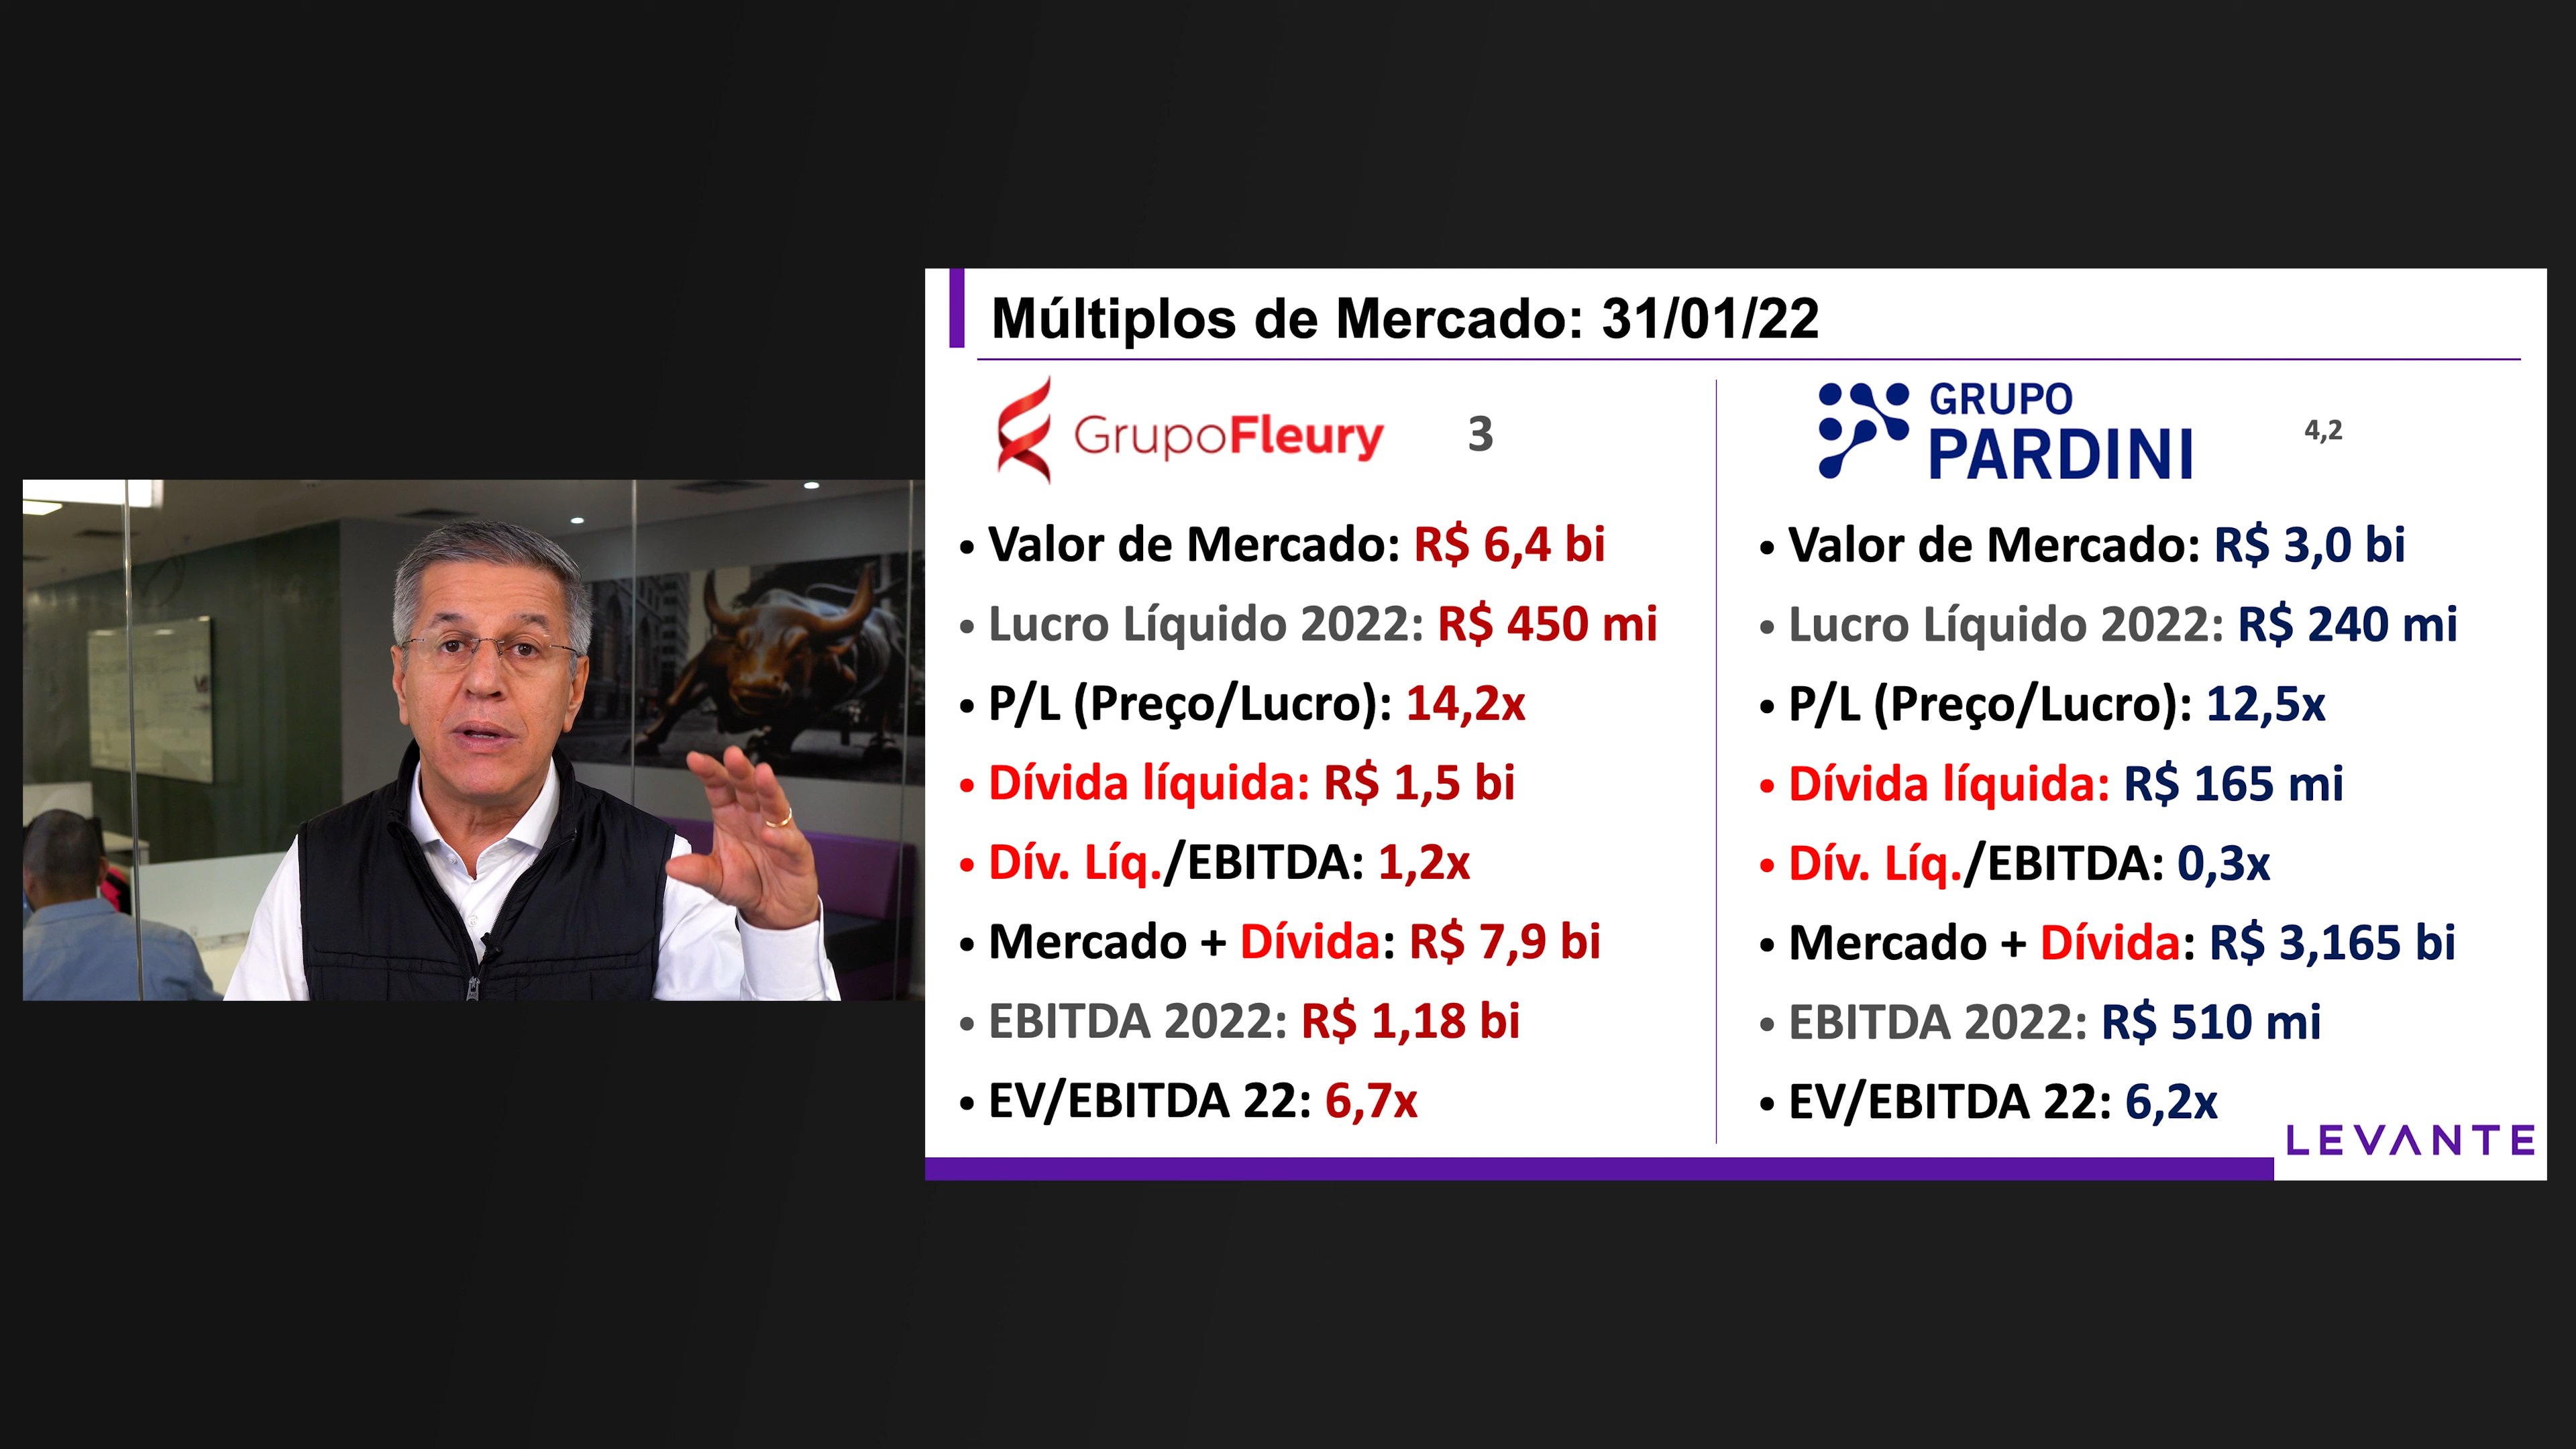 Múltiplos de Mercado: 31/01/22
GrupoFleury
3
• Valor de Mercado: R$ 6,4 bi
• Lucro Líquido 2022: R$ 450 mi
• P/L (Preço/Lucro): 14,2x
• Dívida líquida: R$ 1,5 bi
• Dív. Líq./EBITDA: 1,2x
• Mercado + Dívida: R$ 7,9 bi
• EBITDA 2022: R$ 1,18 bi
• EV/EBITDA 22: 6,7x
GRUPO
PARDINI
4,2
• Valor de Mercado: R$ 3,0 bi
• Lucro Líquido 2022: R$ 240 mi
• P/L (Preço/Lucro): 12,5x
• Dívida líquida: R$ 165 mi
• Dív. Líq./EBITDA: 0,3x
• Mercado + Dívida: R$ 3,165 bi
• EBITDA 2022: R$ 510 mi
• EV/EBITDA 22: 6,2x
LEVANTE